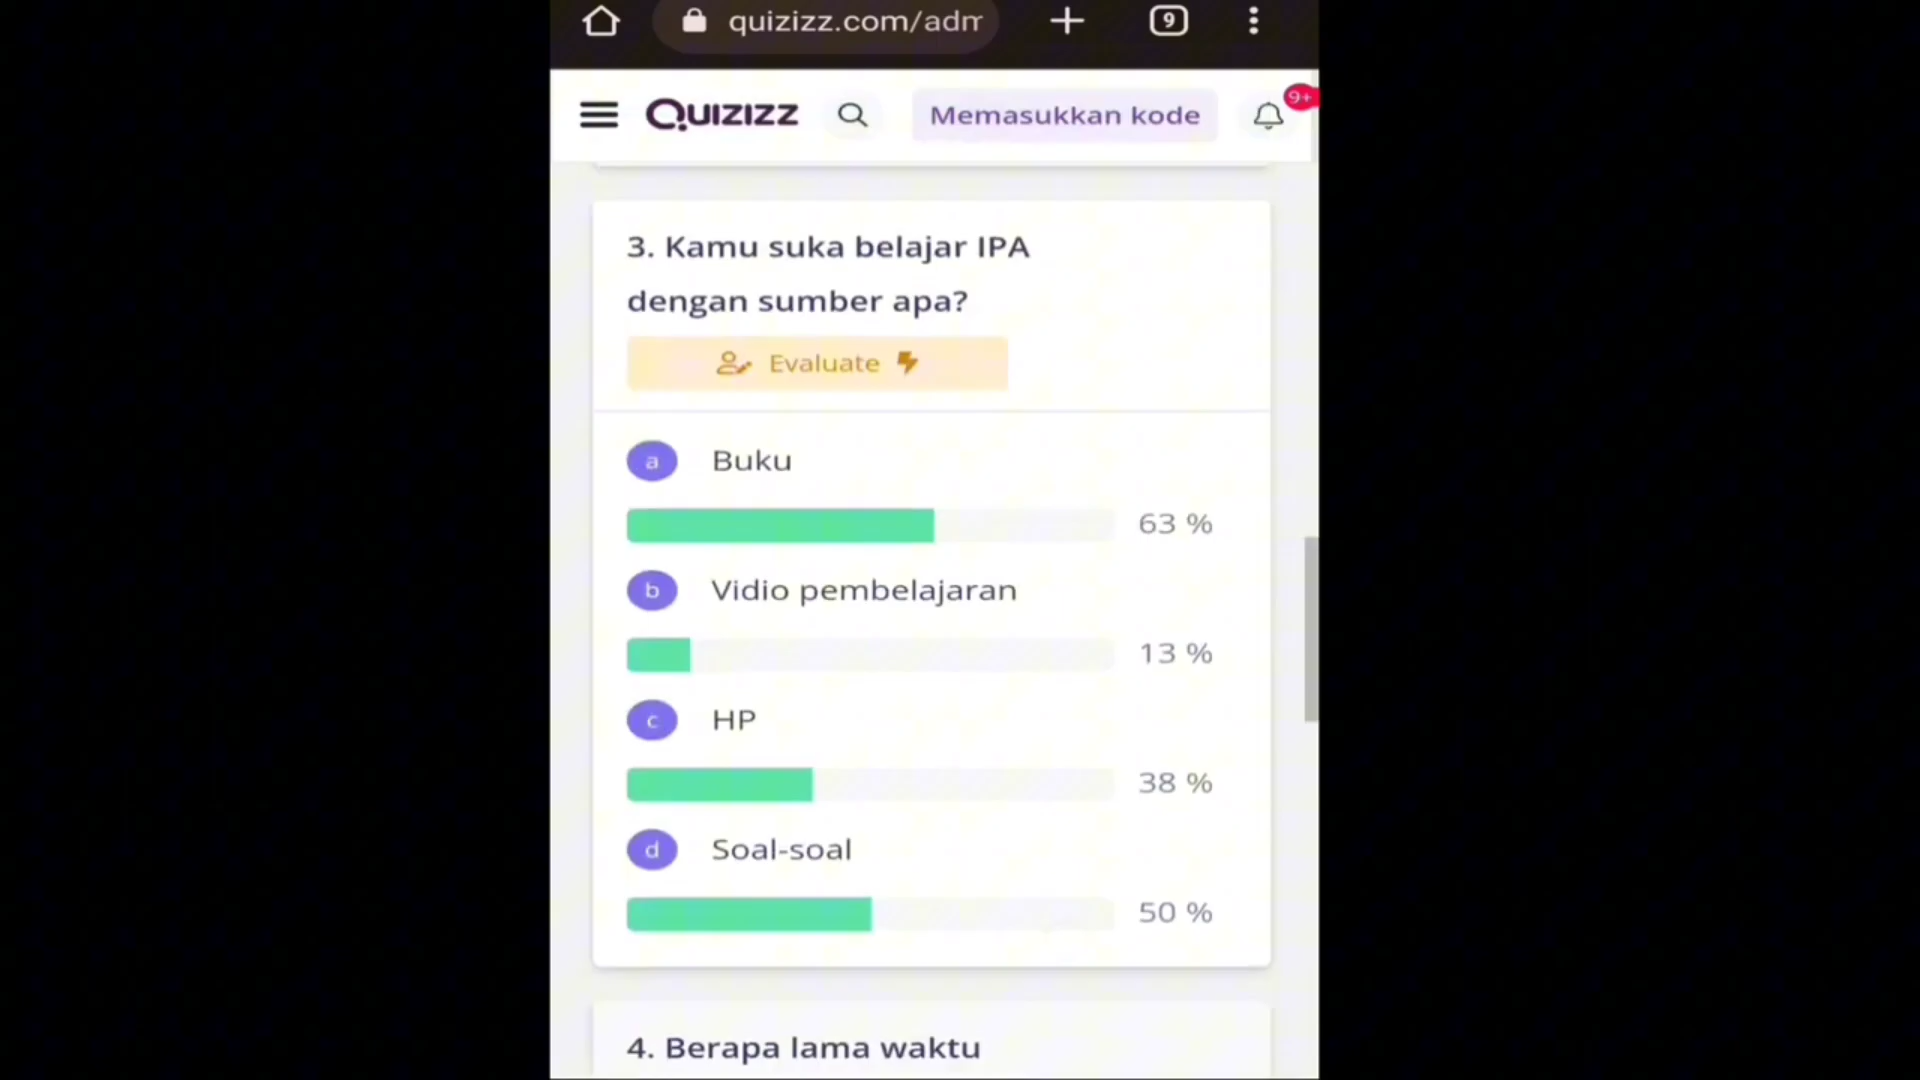 quizizz.com/adm
9
Quizizz
Memasukkan kode
9+
3. Kamu suka belajar IPA
dengan sumber apa?
Evaluate
a Buku
63 %
b Vidio pembelajaran
13 %
c HP
38 %
d Soal-soal
50 %
4. Berapa lama waktu